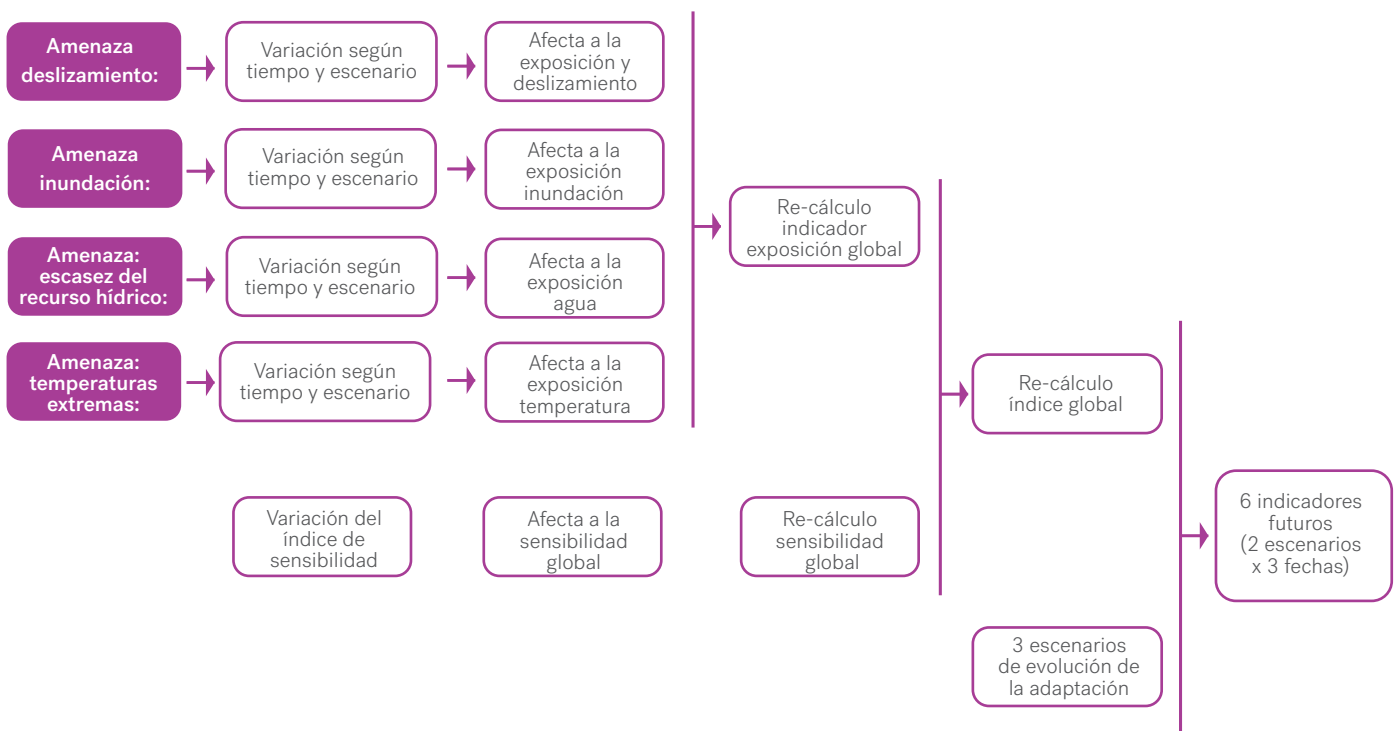 Amenaza
deslizamiento:
Variación según
tiempo y escenario
Afecta a la
exposición y
deslizamiento
Amenaza
inundación:
Variación según
tiempo y escenario
Afecta a la
exposición
inundación
Re-cálculo
indicador
exposición global
Amenaza:
escasez del
recurso hídrico:
Variación según
tiempo y escenario
Afecta a la
exposición
agua
Amenaza:
temperaturas
extremas:
Variación según
tiempo y escenario
Afecta a la
exposición
temperatura
Re-cálculo
índice global
Variación del
índice de
sensibilidad
Afecta a la
sensibilidad
global
Re-cálculo
sensibilidad
global
6 indicadores
futuros
(2 escenarios
x 3 fechas)
3 escenarios
de evolución de
la adaptación